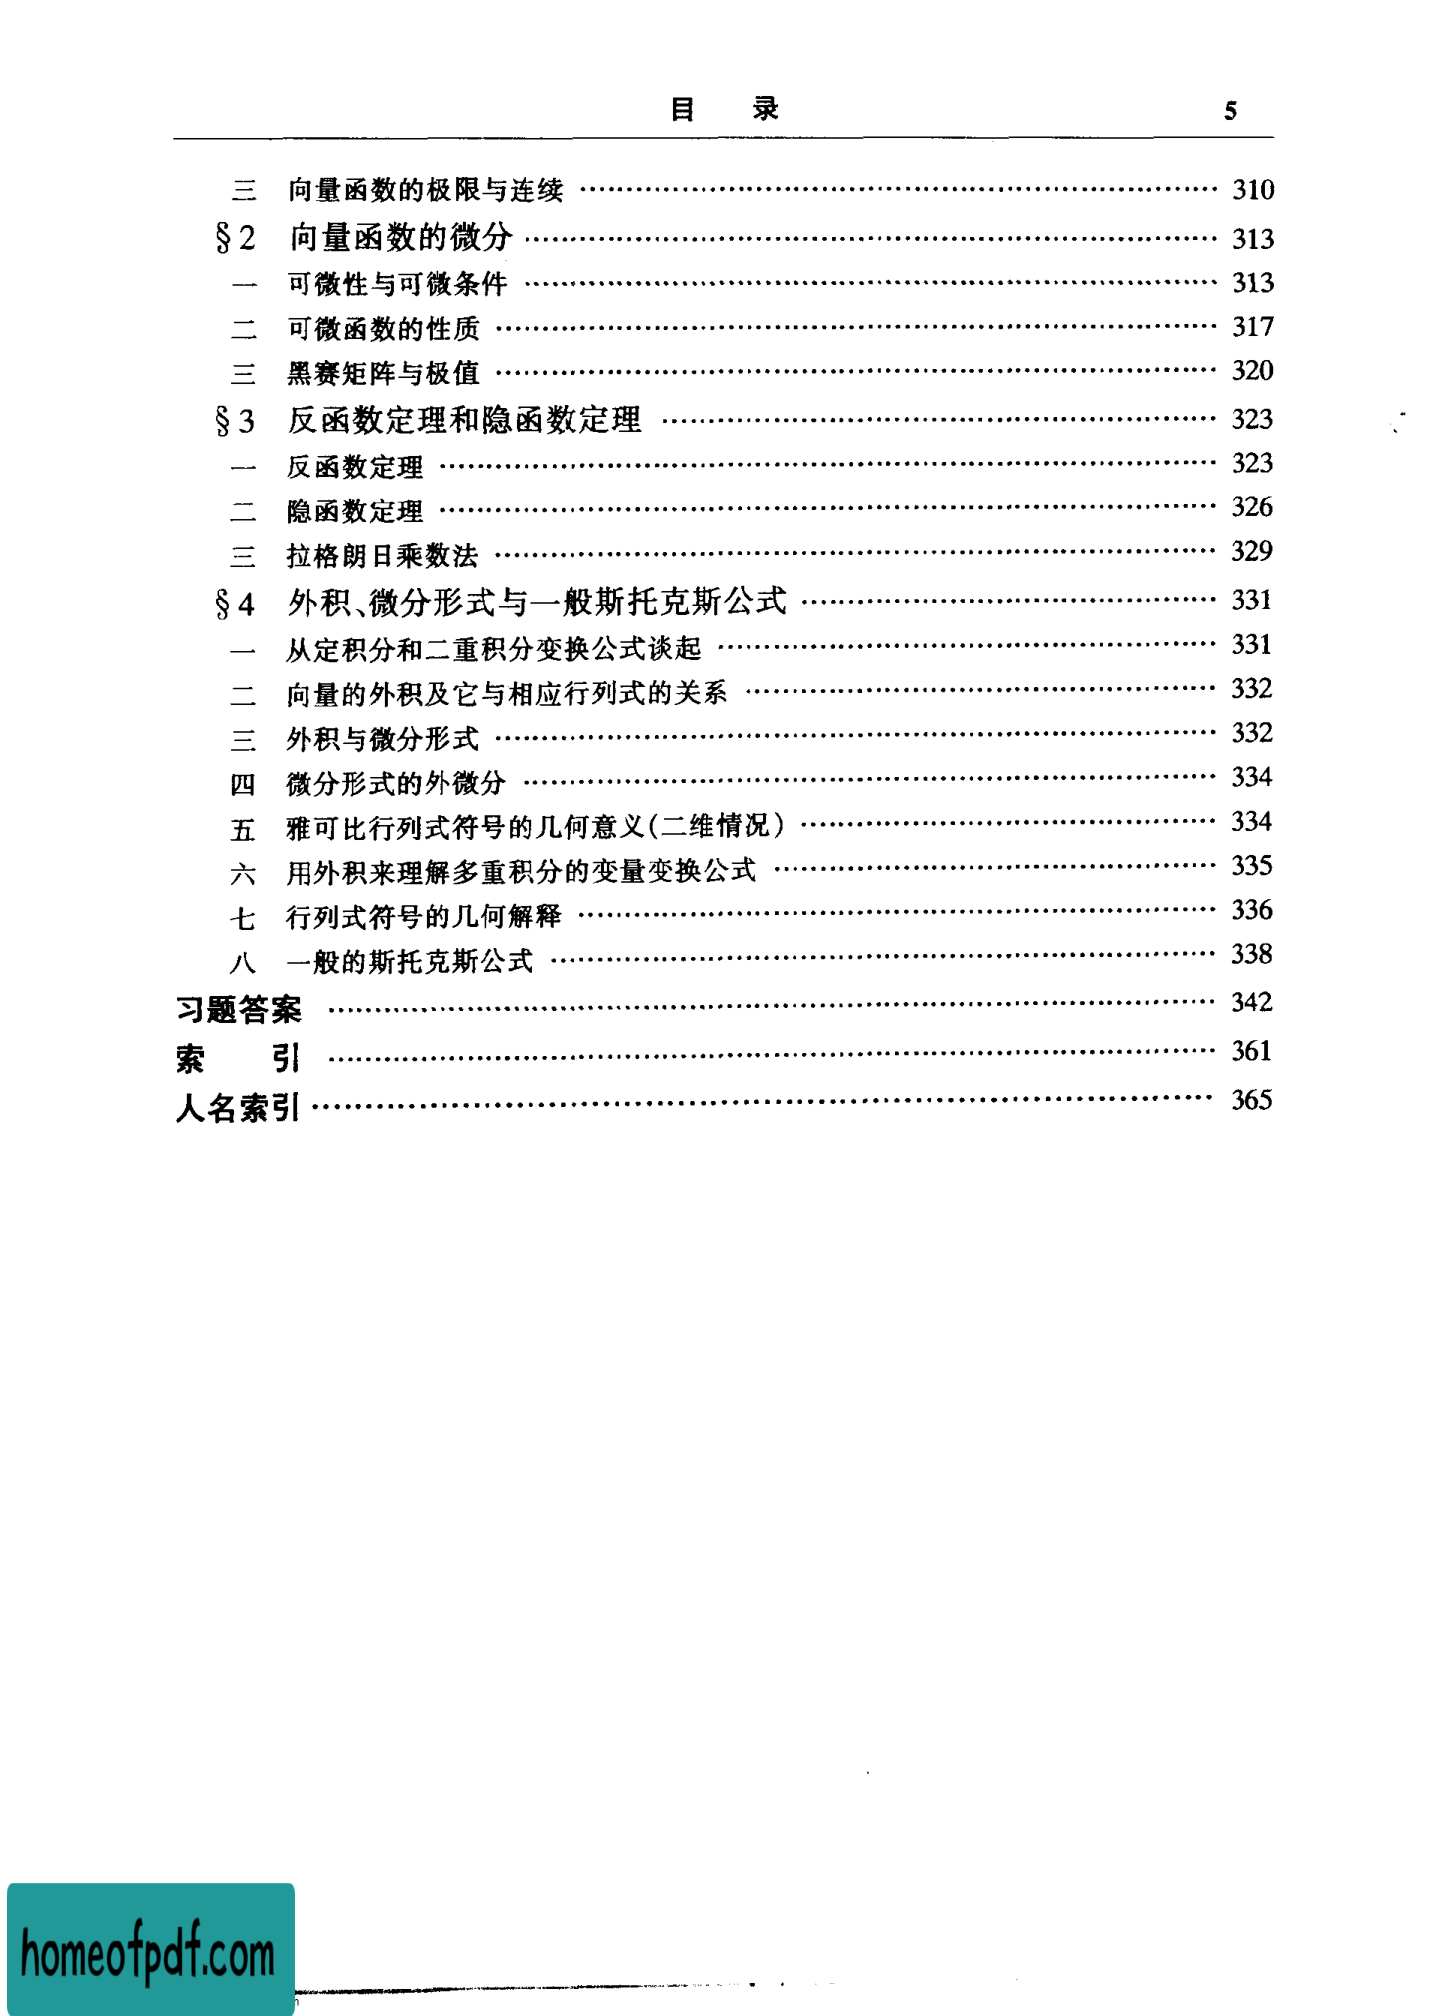 目 录 5
三 向量函数的极限与连续 310
§2 向量函数的微分 313
一 可微性与可微条件 313
二 可微函数的性质 317
三 黑赛矩阵与极值 320
§3 反函数定理和隐函数定理 323
一 反函数定理 323
二 隐函数定理 326
三 拉格朗日乘数法 329
§4 外积、微分形式与一般斯托克斯公式 331
一 从定积分和二重积分变换公式谈起 331
二 向量的外积及它与相应行列式的关系 332
三 外积与微分形式 332
四 微分形式的外微分 334
五 雅可比行列式符号的几何意义(二维情况) 334
六 用外积来理解多重积分的变量变换公式 335
七 行列式符号的几何解释 336
八 一般的斯托克斯公式 338
习题答案 342
索 引 361
人名索引 365
homeofpdf.com